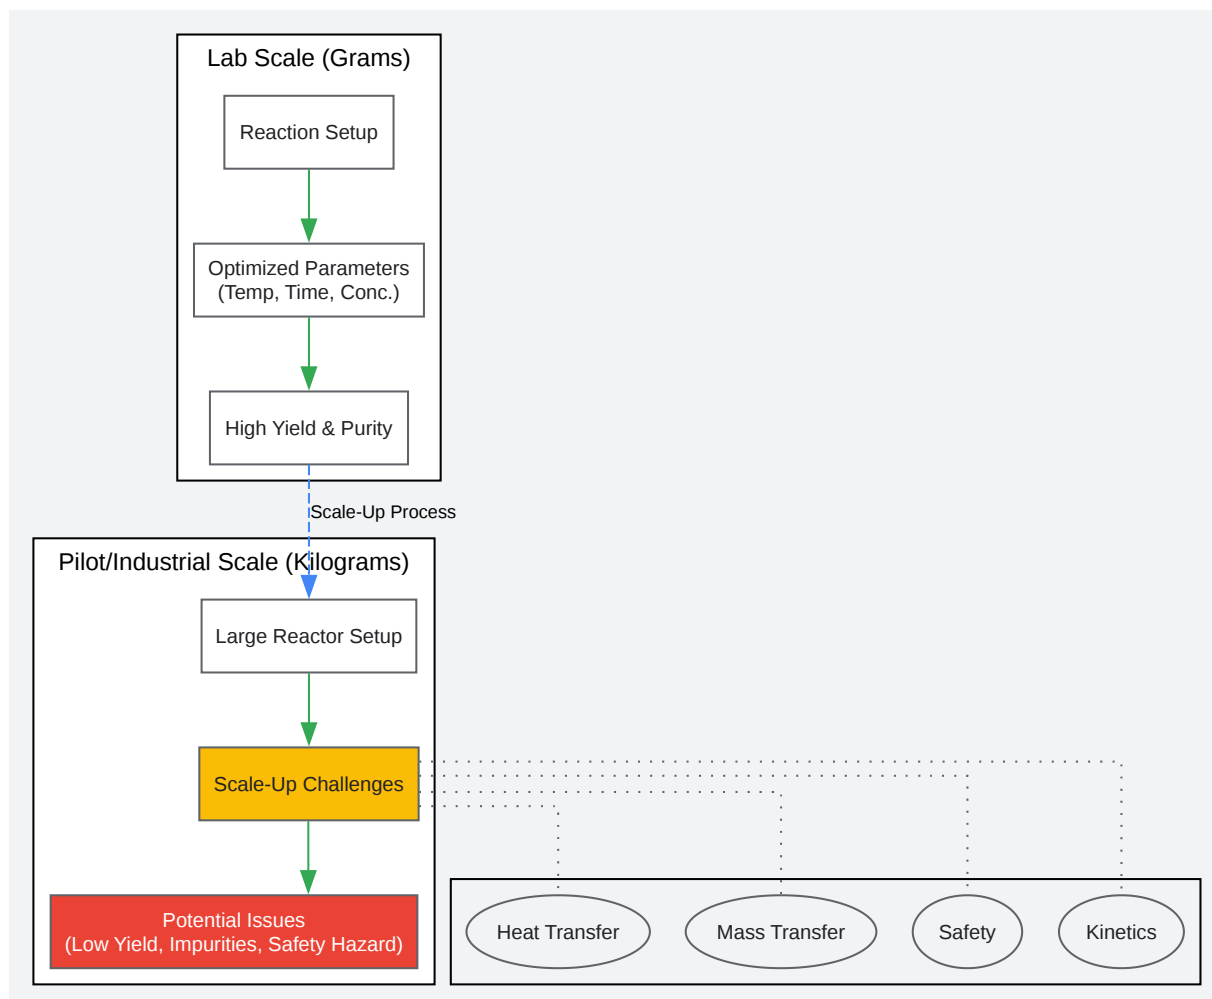 Lab Scale (Grams)
Reaction Setup
Optimized Parameters
(Temp, Time, Conc.)
High Yield & Purity
Scale-Up Process
Pilot/Industrial Scale (Kilograms)
Large Reactor Setup
Scale-Up Challenges
Potential Issues
(Low Yield, Impurities, Safety Hazard)
Heat Transfer
Mass Transfer
Safety
Kinetics